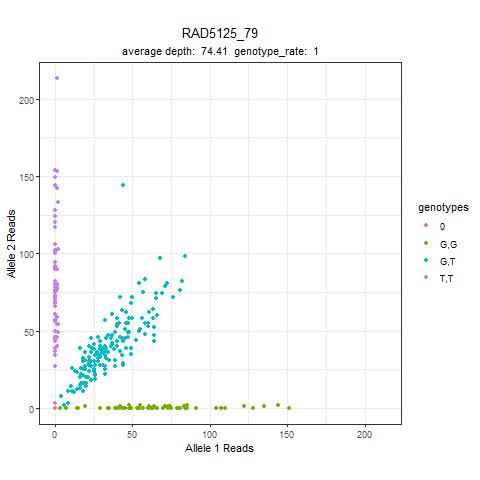 RAD5125_79
average depth: 74.41 genotype_rate: 1
Allele 2 Reads
200
150
100
50
0
0
50
100
150
200
Allele 1 Reads
genotypes
0
G,G
G,T
T,T